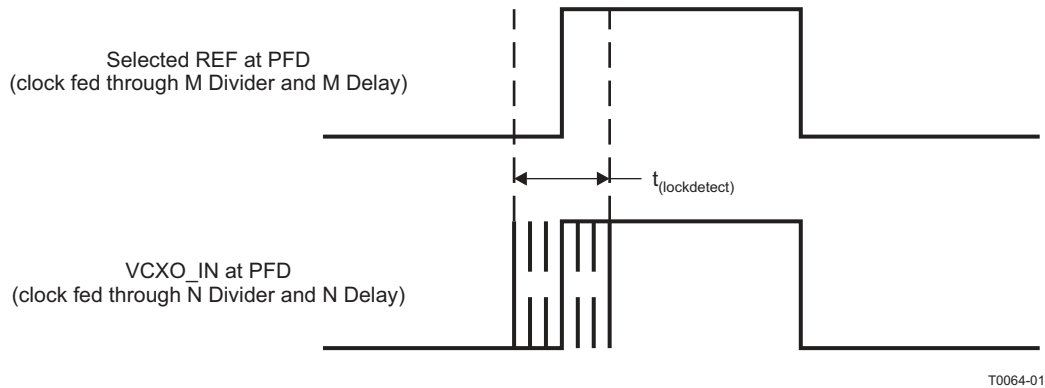 Selected REF at PFD
(clock fed through M Divider and M Delay)
t(lockdetect)
VCXO_IN at PFD
(clock fed through N Divider and N Delay)
T0064-01